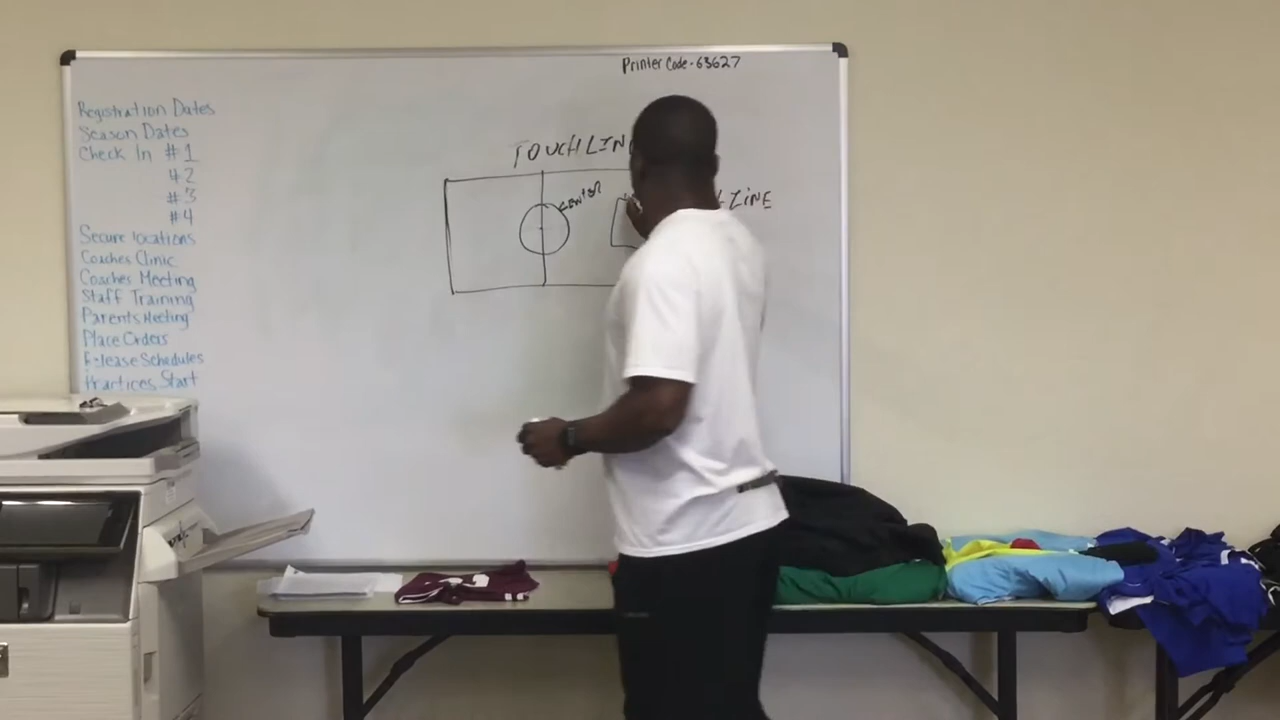 Printer Code-63627
Registration Dates
Season Dates
Check In #1
#2
#3
#4
Secure locations
Coaches Clinic
Coaches Meeting
Staff Training
Parents Meeting
Place Orders
Release Schedules
Practices Start
TOUCHLINE
CENTER
LINE